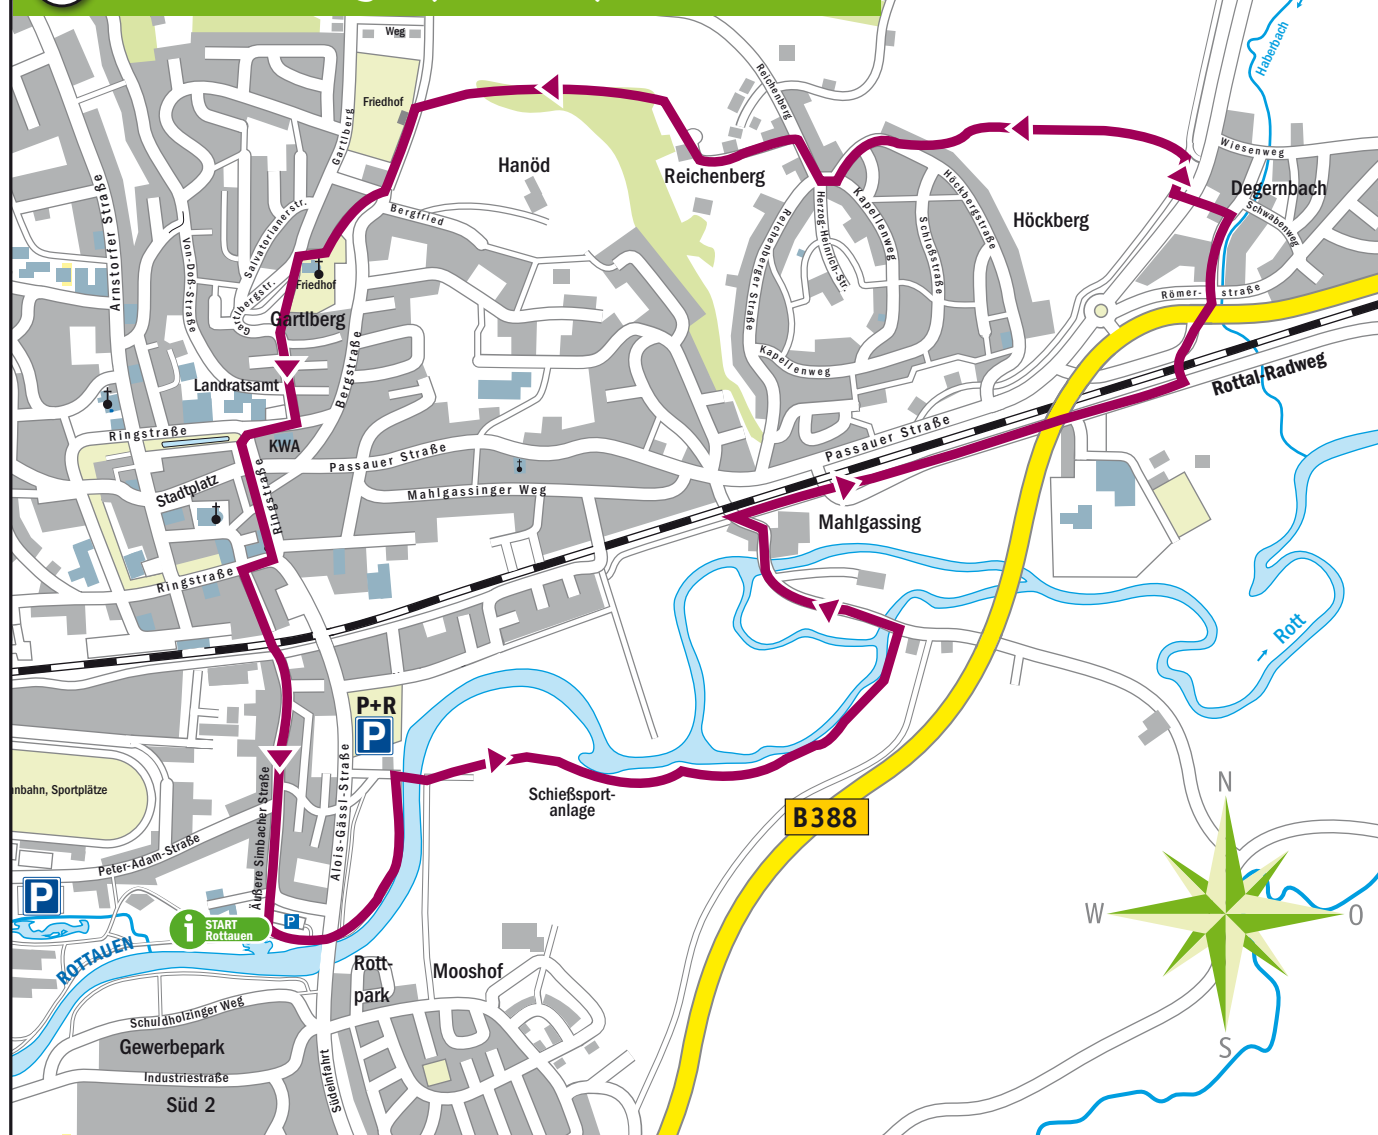 Weg
Friedhof
Gartlberg
Reichenberg
Haberbach
Wiesenweg
Degernbach
Schwabenweg
Hanöd
Reichenberg
Höckbergstraße
Höckberg
Arnstorfer Straße
Salvatorianerstr.
Bergfried
Kapellenweg
Herzog-Heinrich-Str.
Schloßstraße
Reichenberger Straße
Von-Doß-Straße
Gartlbergstr.
Friedhof
Gartlberg
Römer-
straße
Bergstraße
Kapellenweg
Landratsamt
Rottal-Radweg
Ringstraße
KWA
Passauer Straße
Passauer Straße
Stadtplatz
Ringstraße
Mahlgassinger Weg
Mahlgassing
Ringstraße
Rott
P+R
P
Alois-Gässl-Straße
Äußere Simbacher Straße
nbahn, Sportplätze
Schießsport-
anlage
B 388
Peter-Adam-Straße
P
P
i
START
Rottauen
ROTTAUEN
Rott-
park
Mooshof
Schuldholzinger Weg
Gewerbepark
Industriestraße
Süd 2
Südeinfahrt
N
W
O
S